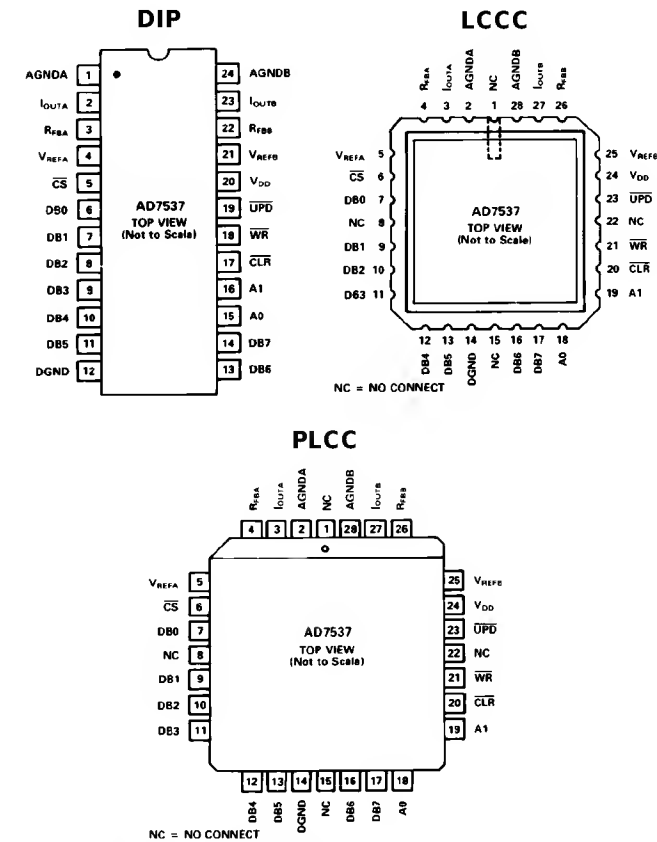 DIP
AGNDA 1
24 AGNDB
IOUTA 2
23 IOUTB
RFBA 3
22 RFBB
VREFA 4
21 VREFB
CS 5
20 VDD
DB0 6
19 UPD
DB1 7
18 WR
DB2 8
17 CLR
DB3 9
16 A1
DB4 10
15 A0
DB5 11
14 DB7
DGND 12
13 DB6
AD7537
TOP VIEW
(Not to Scala)
LCCC
RFBA IOUTA AGNDA NC AGNDB IOUTB RFBB
4 3 2 1 28 27 26
VREFA 5
25 VREFB
CS 6
24 VDD
DB0 7
23 UPD
NC 8
22 NC
DB1 9
21 WR
DB2 10
20 CLR
D63 11
19 A1
AD7537
TOP VIEW
(Not to Scale)
12 13 14 15 16 17 18
DB4 DB5 DGND NC DB6 DB7 A0
NC = NO CONNECT
PLCC
RFBA IOUTA AGNDA NC AGNDB IOUTB RFBB
4 3 2 1 28 27 26
VREFA 5
25 VREFB
CS 6
24 VDD
DB0 7
23 UPD
NC 8
22 NC
DB1 9
21 WR
DB2 10
20 CLR
DB3 11
19 A1
AD7537
TOP VIEW
(Not to Scala)
12 13 14 15 16 17 18
DB4 DB5 DGND NC DB6 DB7 A0
NC = NO CONNECT